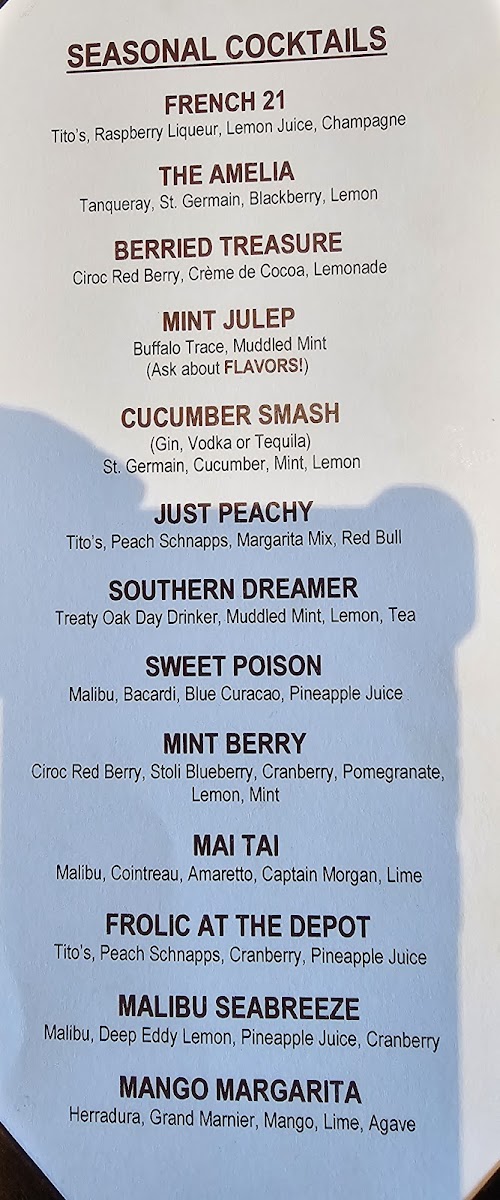 SEASONAL COCKTAILS
FRENCH 21
Tito's, Raspberry Liqueur, Lemon Juice, Champagne
THE AMELIA
Tanqueray, St. Germain, Blackberry, Lemon
BERRIED TREASURE
Ciroc Red Berry, Crème de Cocoa, Lemonade
MINT JULEP
Buffalo Trace, Muddled Mint
(Ask about FLAVORS!)
CUCUMBER SMASH
(Gin, Vodka or Tequila)
St. Germain, Cucumber, Mint, Lemon
JUST PEACHY
Tito's, Peach Schnapps, Margarita Mix, Red Bull
SOUTHERN DREAMER
Treaty Oak Day Drinker, Muddled Mint, Lemon, Tea
SWEET POISON
Malibu, Bacardi, Blue Curacao, Pineapple Juice
MINT BERRY
Ciroc Red Berry, Stoli Blueberry, Cranberry, Pomegranate,
Lemon, Mint
MAI TAI
Malibu, Cointreau, Amaretto, Captain Morgan, Lime
FROLIC AT THE DEPOT
Tito's, Peach Schnapps, Cranberry, Pineapple Juice
MALIBU SEABREEZE
Malibu, Deep Eddy Lemon, Pineapple Juice, Cranberry
MANGO MARGARITA
Herradura, Grand Marnier, Mango, Lime, Agave